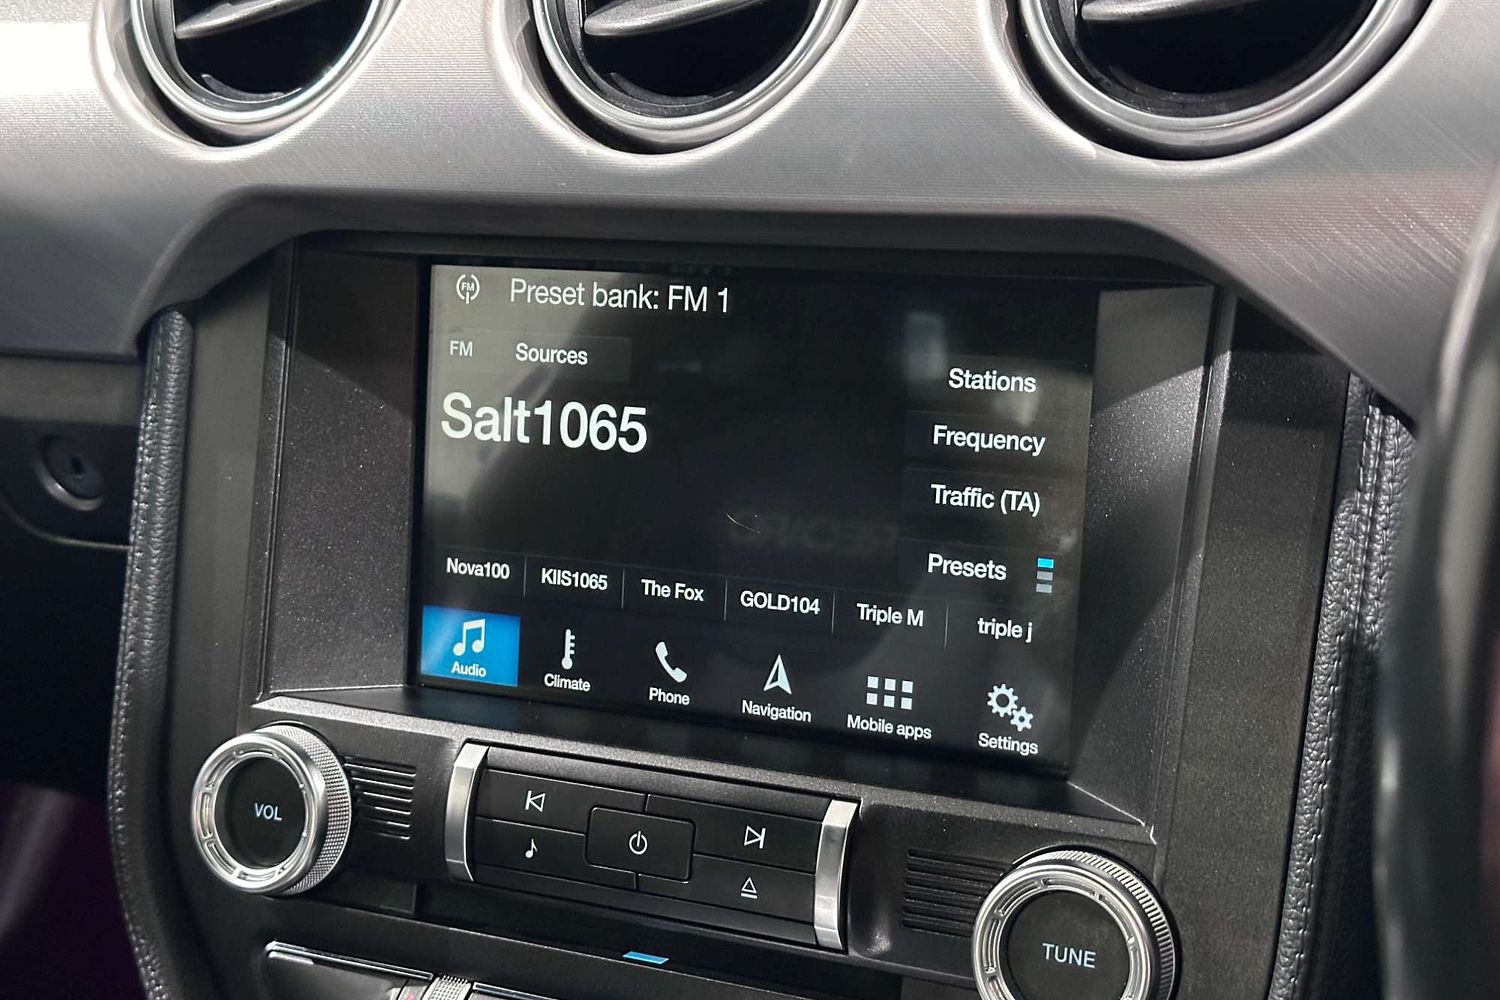 FM
Preset bank: FM 1
FM
Sources
Salt1065
Stations
Frequency
Traffic (TA)
Presets
Nova100
KIIS1065
The Fox
GOLD104
Triple M
triple j
Audio
Climate
Phone
Navigation
Mobile apps
Settings
VOL
TUNE